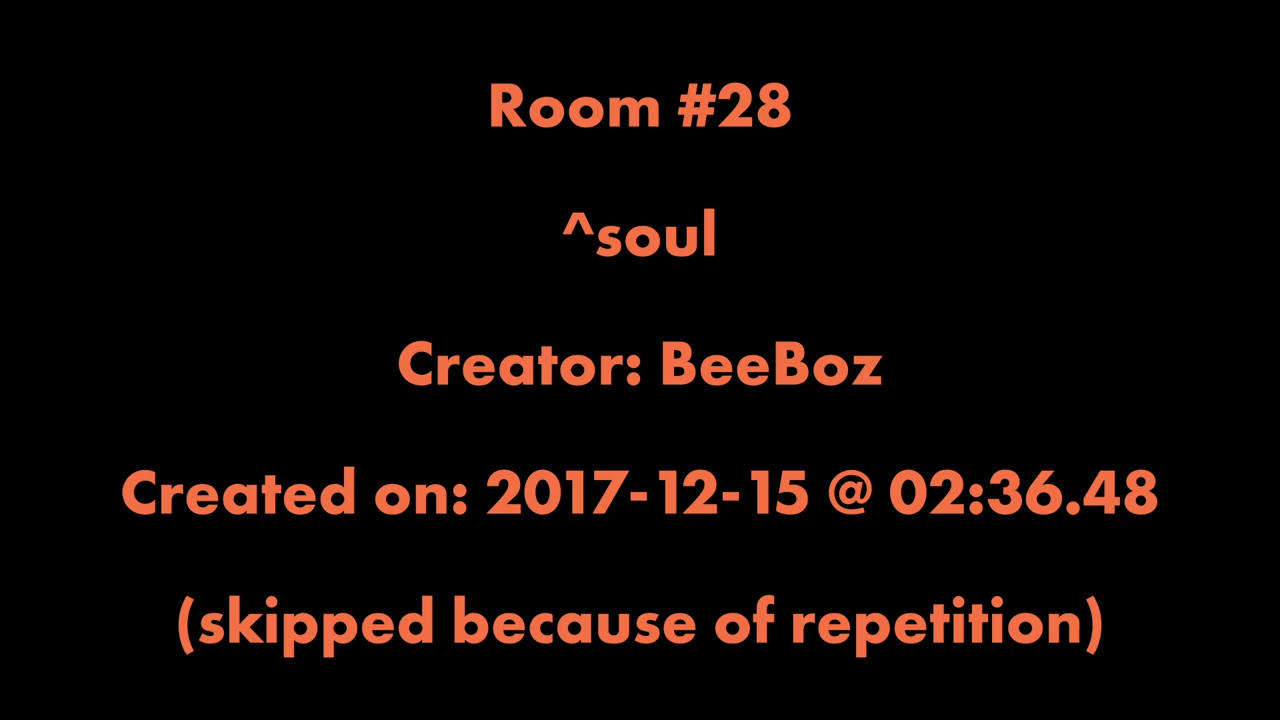 Room #28
^soul
Creator: BeeBoz
Created on: 2017-12-15 @ 02:36.48
(skipped because of repetition)